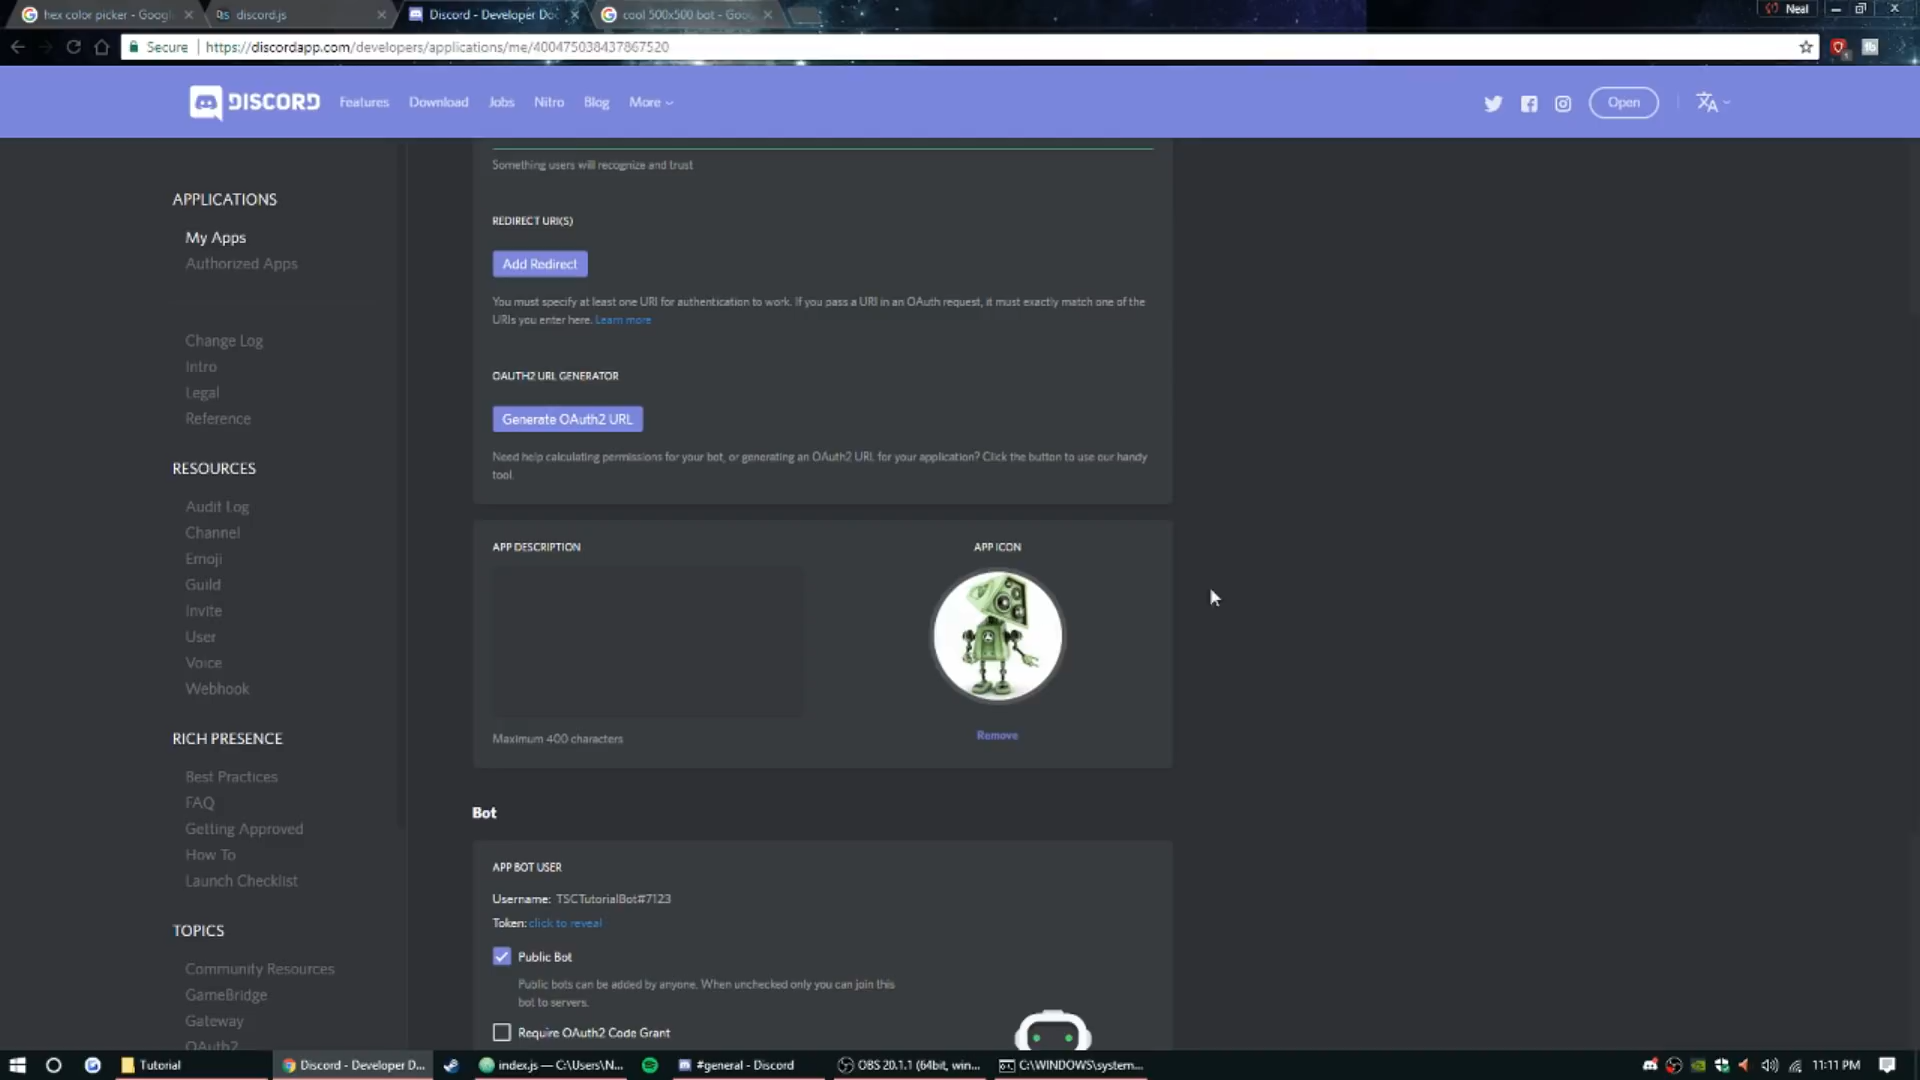 hex color picker - Googl
discord.js
Discord - Developer Do
cool 500x500 bot - Goo
Neal
Secure
https://discordapp.com/developers/applications/me/400475038437867520
DISCORD
Features
Download
Jobs
Nitro
Blog
More
Open
Something users will recognize and trust
APPLICATIONS
My Apps
Authorized Apps
Change Log
Intro
Legal
Reference
RESOURCES
Audit Log
Channel
Emoji
Guild
Invite
User
Voice
Webhook
RICH PRESENCE
Best Practices
FAQ
Getting Approved
How To
Launch Checklist
TOPICS
Community Resources
GameBridge
Gateway
OAuth2
REDIRECT URI(S)
Add Redirect
You must specify at least one URI for authentication to work. If you pass a URI in an OAuth request, it must exactly match one of the
URIs you enter here. Learn more
OAUTH2 URL GENERATOR
Generate OAuth2 URL
Need help calculating permissions for your bot, or generating an OAuth2 URL for your application? Click the button to use our handy
tool.
APP DESCRIPTION
Maximum 400 characters
APP ICON
Remove
Bot
APP BOT USER
Username: TSCTutorialBot#7123
Token: click to reveal
Public Bot
Public bots can be added by anyone. When unchecked only you can join this
bot to servers.
Require OAuth2 Code Grant
Tutorial
Discord - Developer D...
index.js — C:\Users\N...
#general - Discord
OBS 20.1.1 (64bit, win...
C:\WINDOWS\system...
11:11 PM